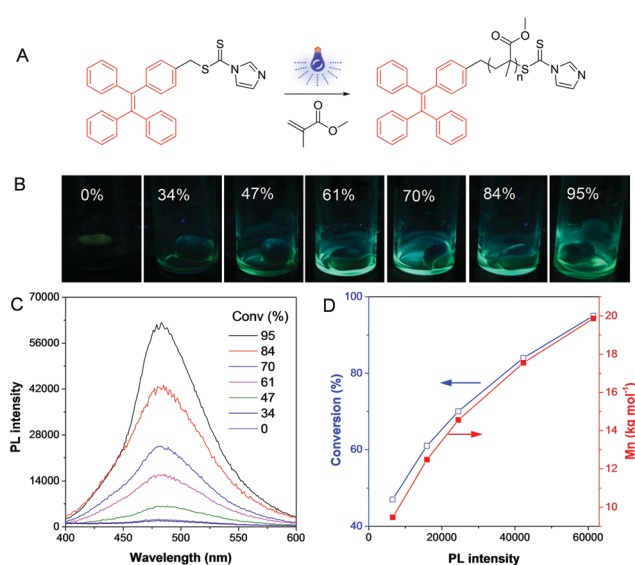 A
O
O
S
S
N
N
O
O
n
S
S
N
N
O
O
B
0%
34%
47%
61%
70%
84%
95%
C
70000
56000
42000
28000
14000
0
PL intensity
400
450
500
550
600
Wavelength (nm)
Conv (%)
95
84
70
61
47
34
0
D
100
80
60
40
Conversion (%)
0
20000
40000
60000
PL intensity
20
18
16
14
12
10
Mn (kg mol⁻¹)